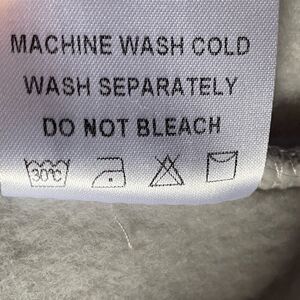 MACHINE WASH COLD
WASH SEPARATELY
DO NOT BLEACH
30°C